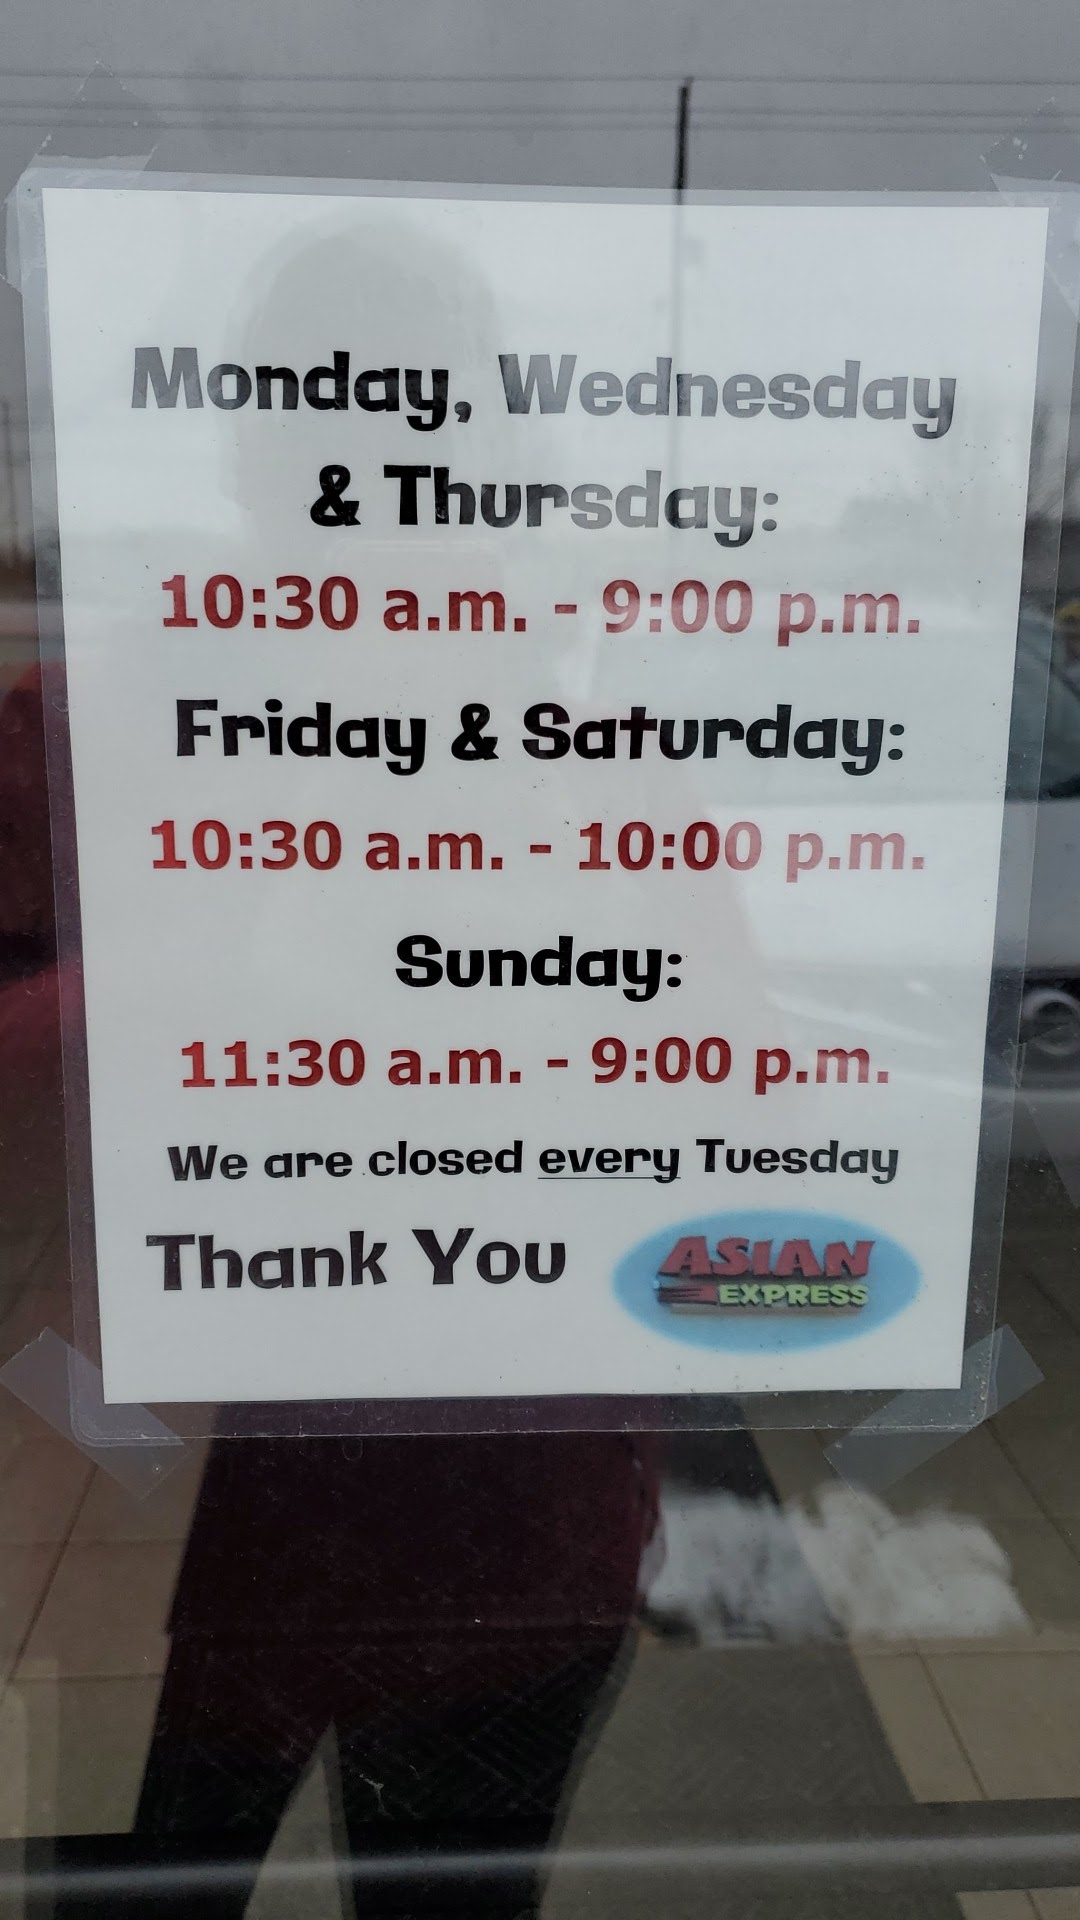 Monday, Wednesday
& Thursday:
10:30 a.m. - 9:00 p.m.
Friday & Saturday:
10:30 a.m. - 10:00 p.m.
Sunday:
11:30 a.m. - 9:00 p.m.
We are closed every Tuesday
Thank You
ASIAN
EXPRESS